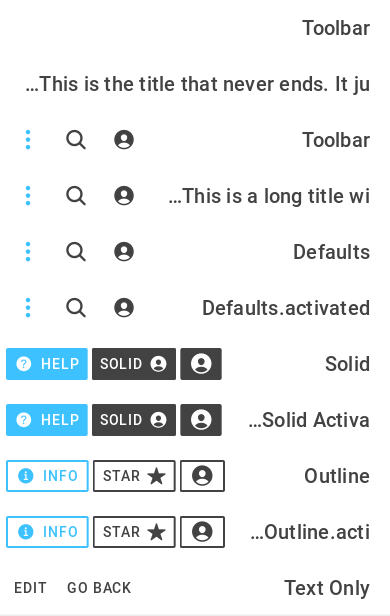 Toolbar
...This is the title that never ends. It ju
Toolbar
...This is a long title wi
Defaults
Defaults.activated
HELP SOLID Solid
HELP SOLID ...Solid Activa
INFO STAR Outline
INFO STAR ...Outline.acti
EDIT GO BACK Text Only